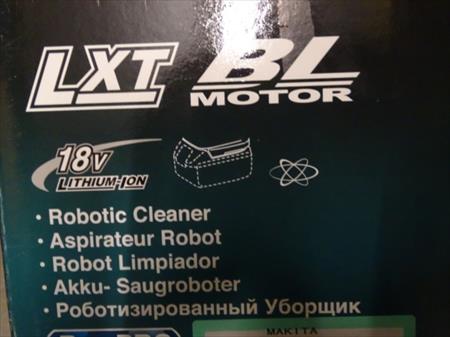 LXT BL
MOTOR
18V
LITHIUM-ION
· Robotic Cleaner
· Aspirateur Robot
· Robot Limpiador
· Akku- Saugroboter
· Роботизированный Уборщик
MAKITA